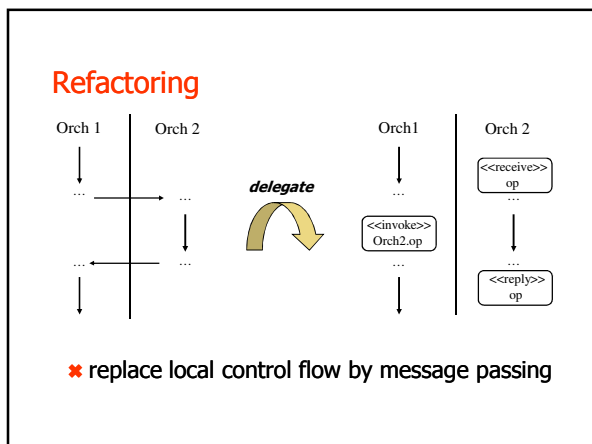 Refactoring
Orch 1
Orch 2
...
...
...
...
delegate
Orch1
Orch 2
...
<<invoke>>
Orch2.op
...
<<receive>>
op
...
...
<<reply>>
op
✖ replace local control flow by message passing